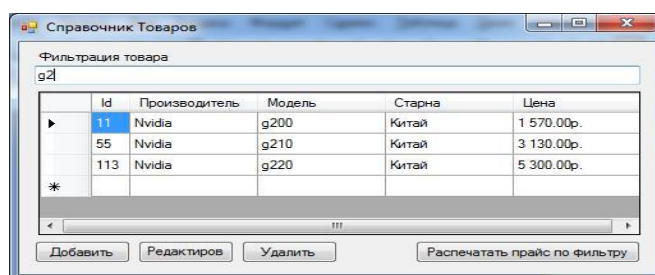 Справочник Товаров
Фильтрация товара
g2
Id Производитель Модель Старна Цена
11 Nvidia g200 Китай 1 570.00р.
55 Nvidia g210 Китай 3 130.00р.
113 Nvidia g220 Китай 5 300.00р.
Добавить Редактиров Удалить Распечатать прайс по фильтру